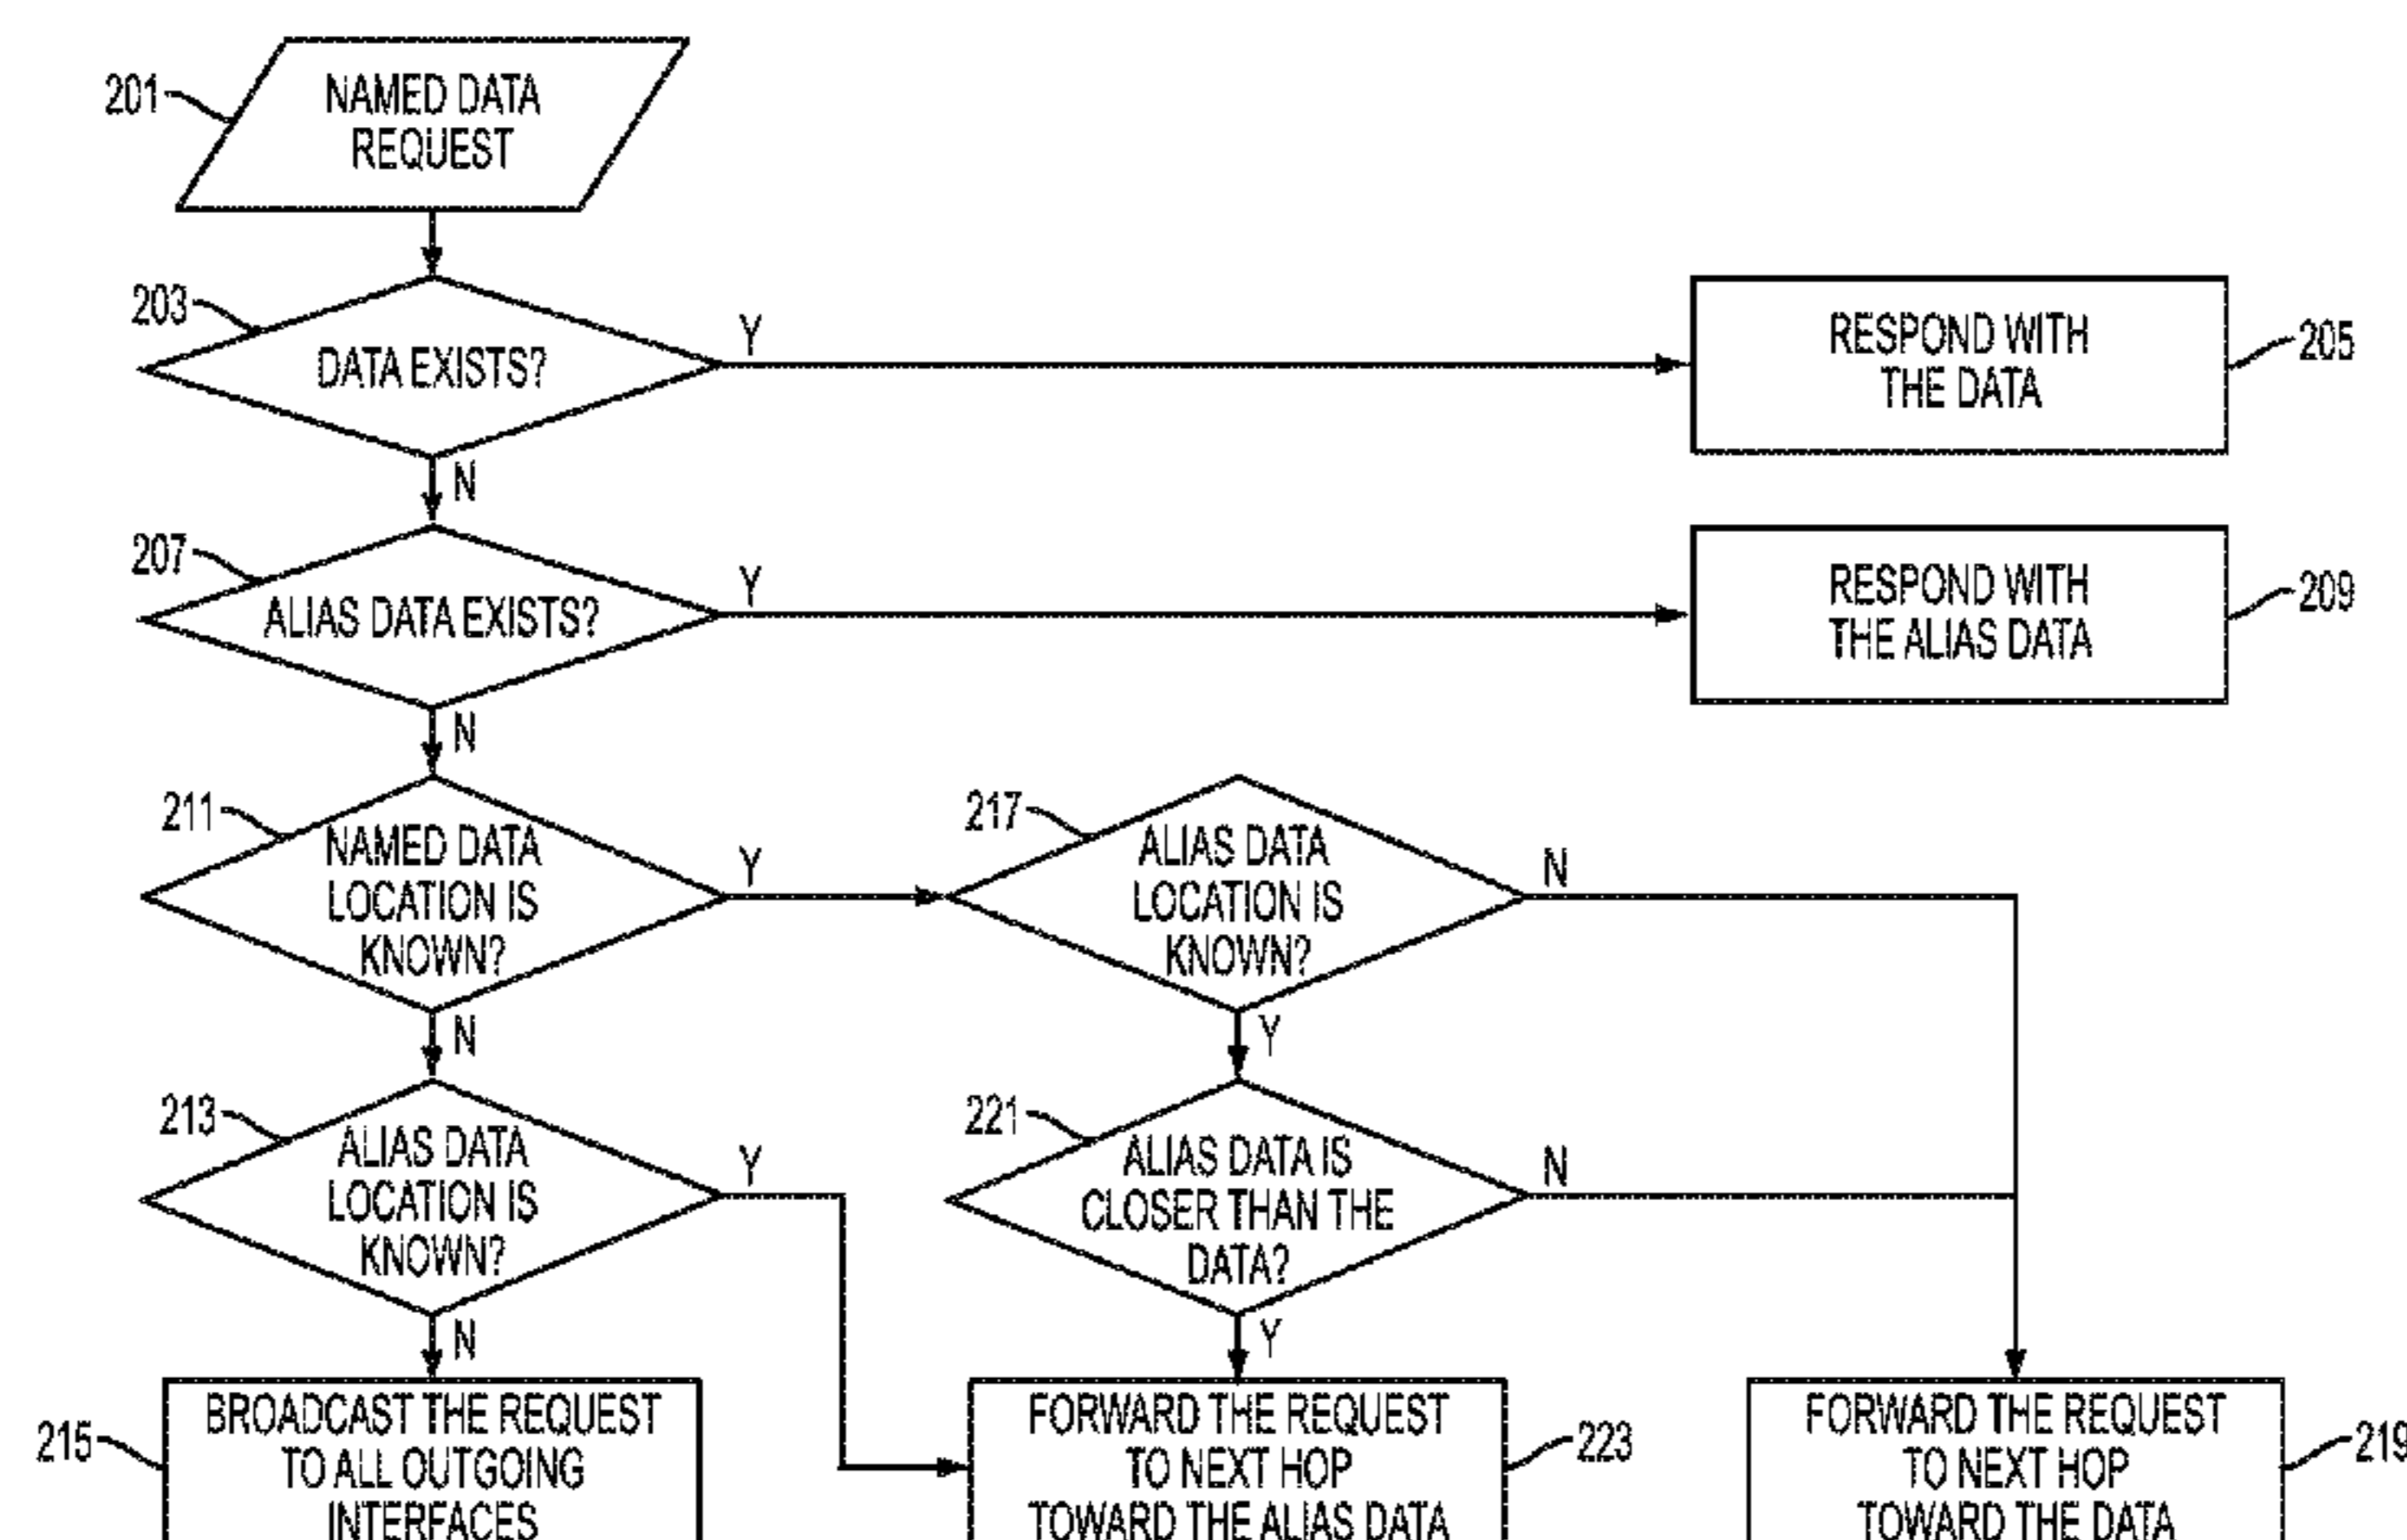 201
NAMED DATA
REQUEST
203
DATA EXISTS?
Y
N
RESPOND WITH
THE DATA
205
207
ALIAS DATA EXISTS?
Y
N
RESPOND WITH
THE ALIAS DATA
209
211
NAMED DATA
LOCATION IS
KNOWN?
Y
N
217
ALIAS DATA
LOCATION IS
KNOWN?
N
Y
213
ALIAS DATA
LOCATION IS
KNOWN?
Y
N
221
ALIAS DATA IS
CLOSER THAN THE
DATA?
N
Y
215
BROADCAST THE REQUEST
TO ALL OUTGOING
INTERFACES
FORWARD THE REQUEST
TO NEXT HOP
TOWARD THE ALIAS DATA
223
FORWARD THE REQUEST
TO NEXT HOP
TOWARD THE DATA
219